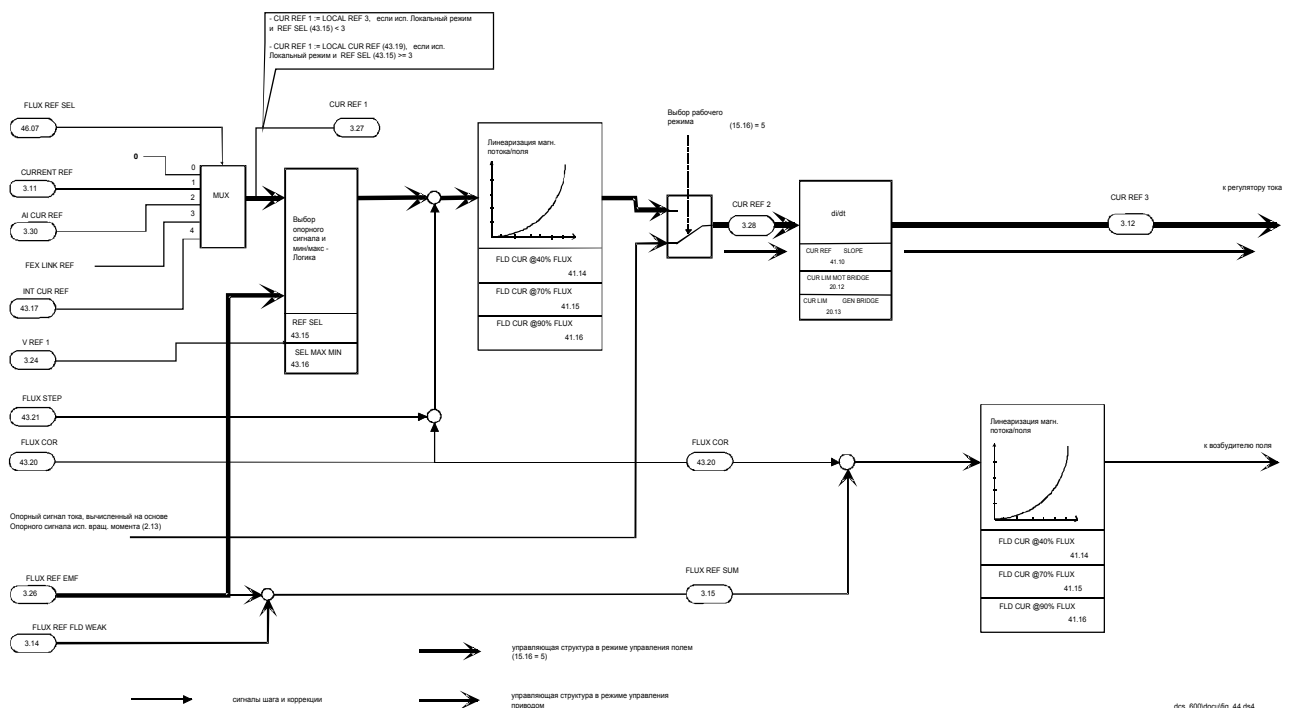 - CUR REF 1 := LOCAL REF 3, если исп. Локальный режим
и REF SEL (43.15) < 3
- CUR REF 1 := LOCAL CUR REF (43.19), если исп.
Локальный режим и REF SEL (43.15) >= 3
FLUX REF SEL
46.07
CUR REF 1
3.27
0
CURRENT REF
3.11
AI CUR REF
3.30
FEX LINK REF
INT CUR REF
43.17
V REF 1
3.24
0
1
2
3
4
MUX
Выбор
опорного
сигнала и
мин/макс -
Логика
REF SEL
43.15
SEL MAX MIN
43.16
Линеаризация магн.
потока/поля
FLD CUR @40% FLUX
41.14
FLD CUR @70% FLUX
41.15
FLD CUR @90% FLUX
41.16
Выбор рабочего
режима
(15.16) = 5
CUR REF 2
3.28
di/dt
CUR REF SLOPE
41.10
CUR LIM MOT BRIDGE
20.12
CUR LIM GEN BRIDGE
20.13
CUR REF 3
3.12
к регулятору тока
FLUX STEP
43.21
FLUX COR
43.20
FLUX COR
43.20
Линеаризация магн.
потока/поля
FLD CUR @40% FLUX
41.14
FLD CUR @70% FLUX
41.15
FLD CUR @90% FLUX
41.16
к возбудителю поля
Опорный сигнал тока, вычисленный на основе
Опорного сигнала исп. вращ. момента (2.13)
FLUX REF EMF
3.26
FLUX REF SUM
3.15
FLUX REF FLD WEAK
3.14
управляющая структура в режиме управления полем
(15.16 = 5)
сигналы шага и коррекции
управляющая структура в режиме управления
приводом
dcs_600\docu\fig_44.ds4